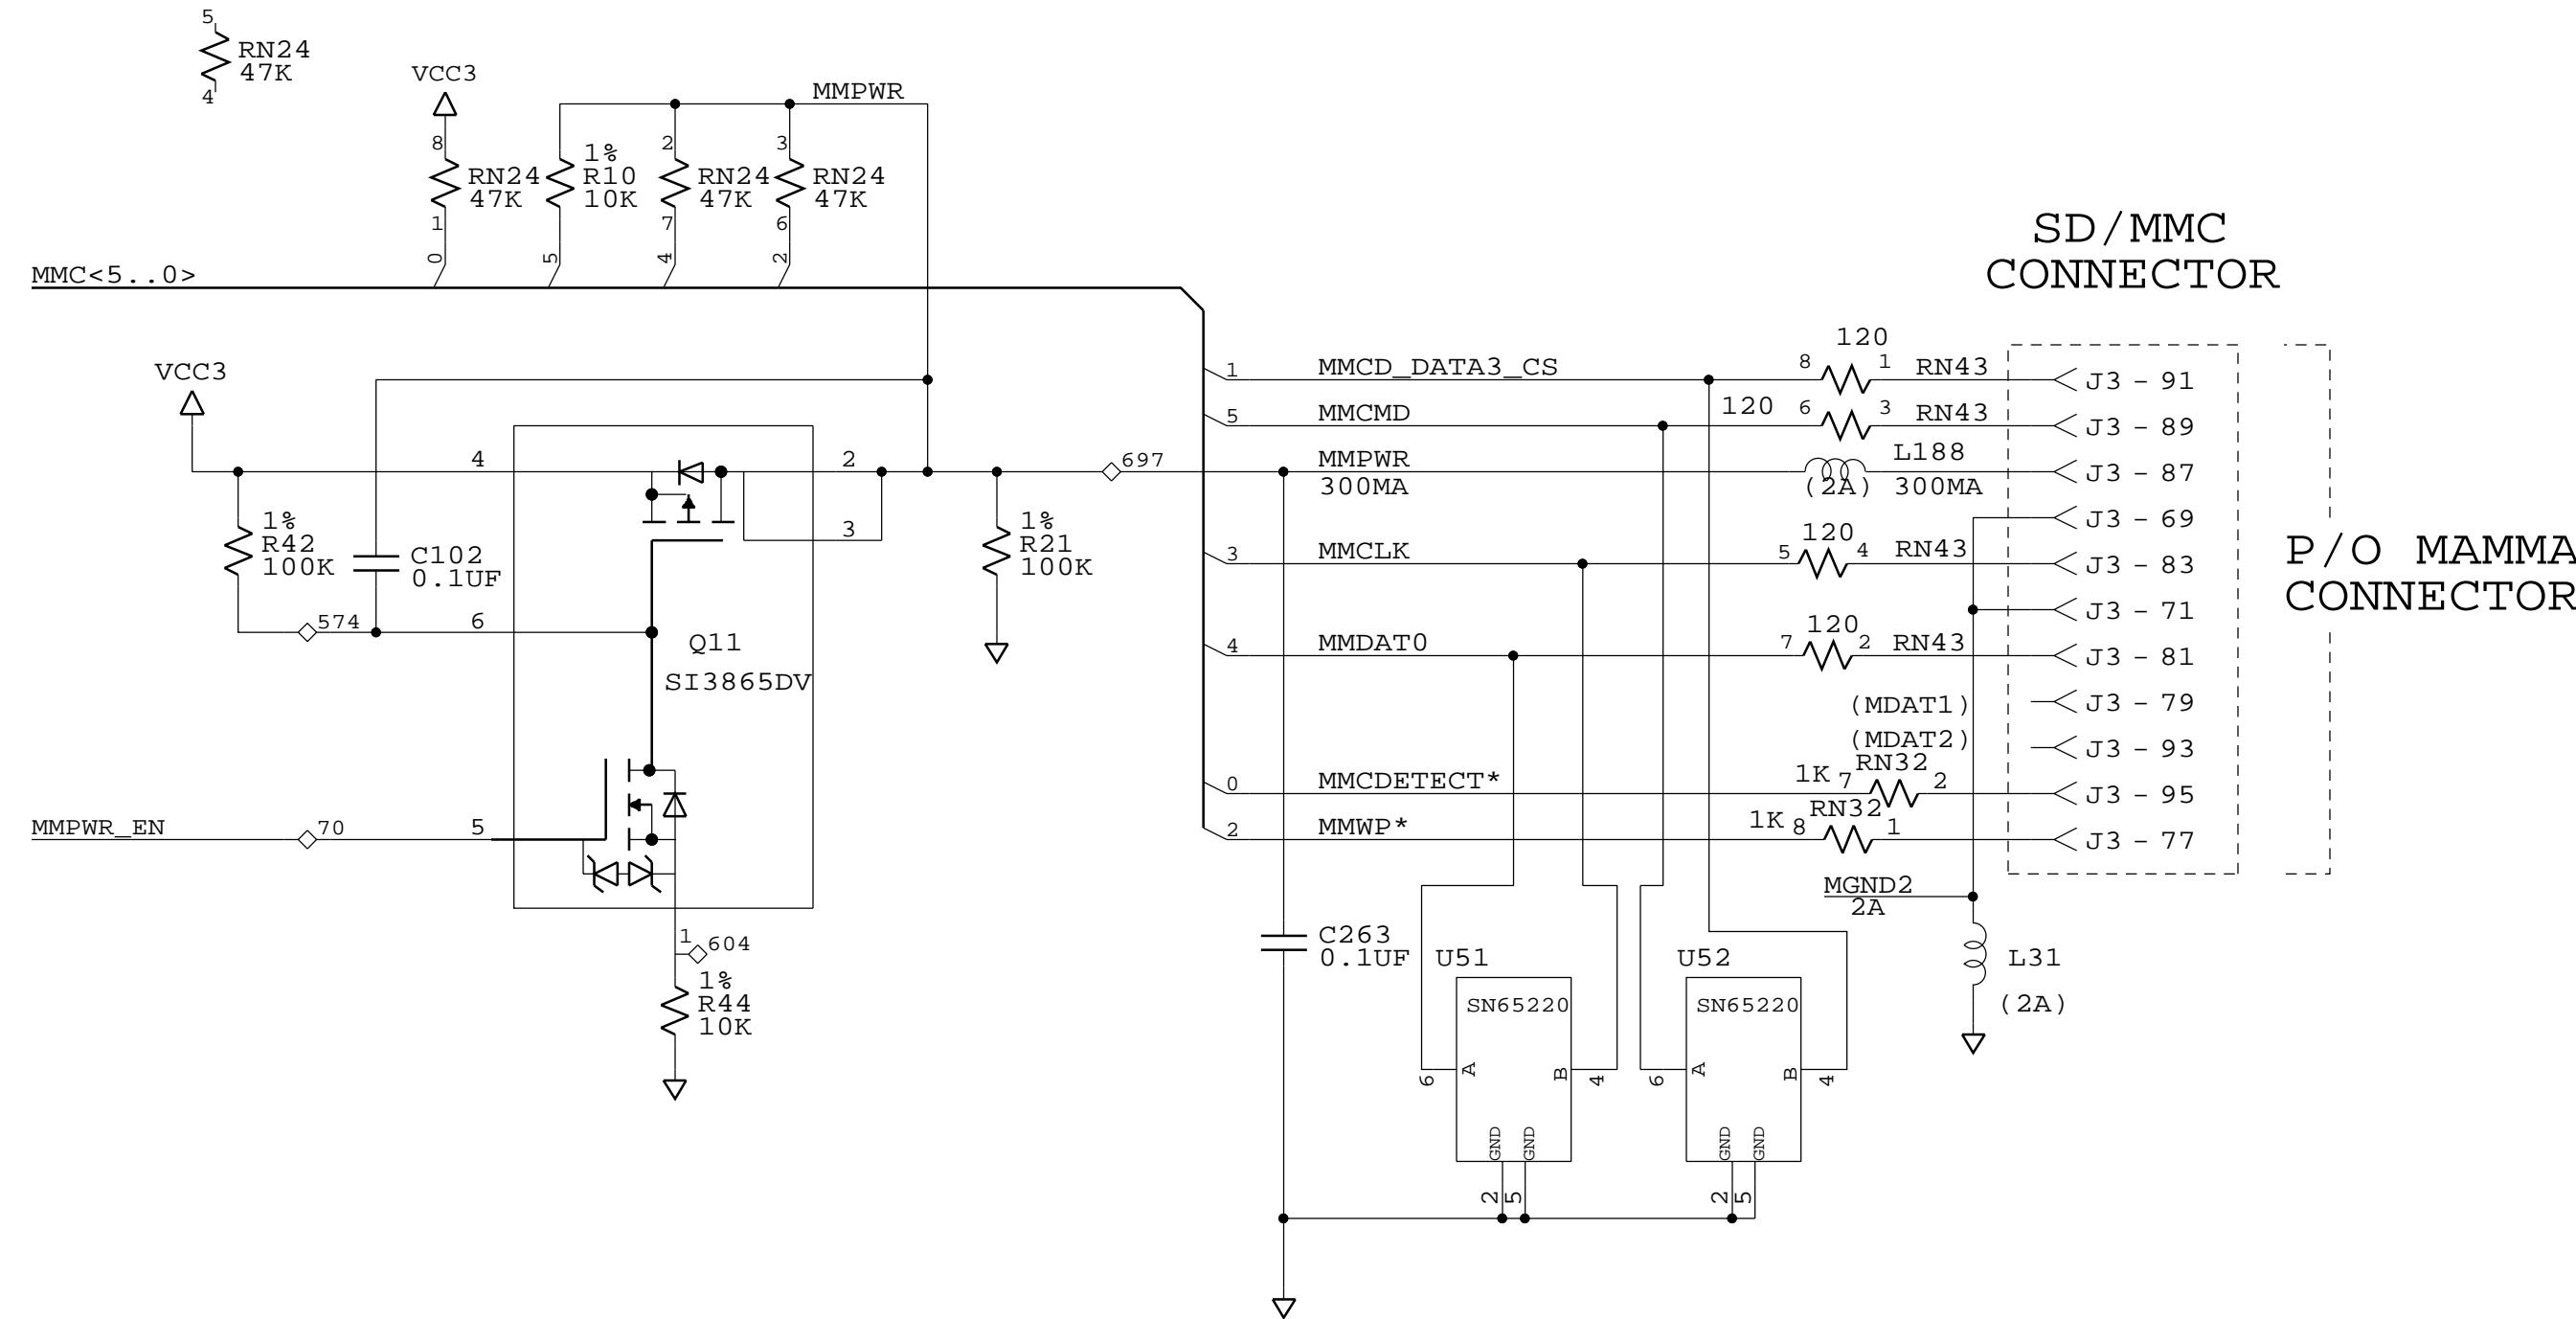 5
RN24
47K
4
VCC3
MMPWR
8
RN24
47K
1
0
1%
R10
10K
5
2
RN24
47K
7
4
3
RN24
47K
6
2
MMC<5..0>
SD/MMC
CONNECTOR
P/O MAMMA
CONNECTOR
VCC3
4
2
3
1%
R42
100K
C102
0.1UF
574
6
Q11
SI3865DV
1%
R21
100K
697
MMPWR_EN
70
5
1
604
1%
R44
10K
1
MMCD_DATA3_CS
120
8
1
RN43
J3 - 91
5
MMCMD
120
6
3
RN43
J3 - 89
MMPWR
300MA
L188
(2A)
300MA
J3 - 87
J3 - 69
3
MMCLK
120
5
4
RN43
J3 - 83
J3 - 71
4
MMDAT0
120
7
2
RN43
J3 - 81
(MDAT1)
J3 - 79
(MDAT2)
J3 - 93
0
MMCDETECT*
1K
7
RN32
2
J3 - 95
2
MMWP*
1K
8
RN32
1
J3 - 77
MGND2
2A
L31
(2A)
C263
0.1UF
U51
SN65220
6
A
B
4
GND
GND
2
5
U52
SN65220
6
A
B
4
GND
GND
2
5